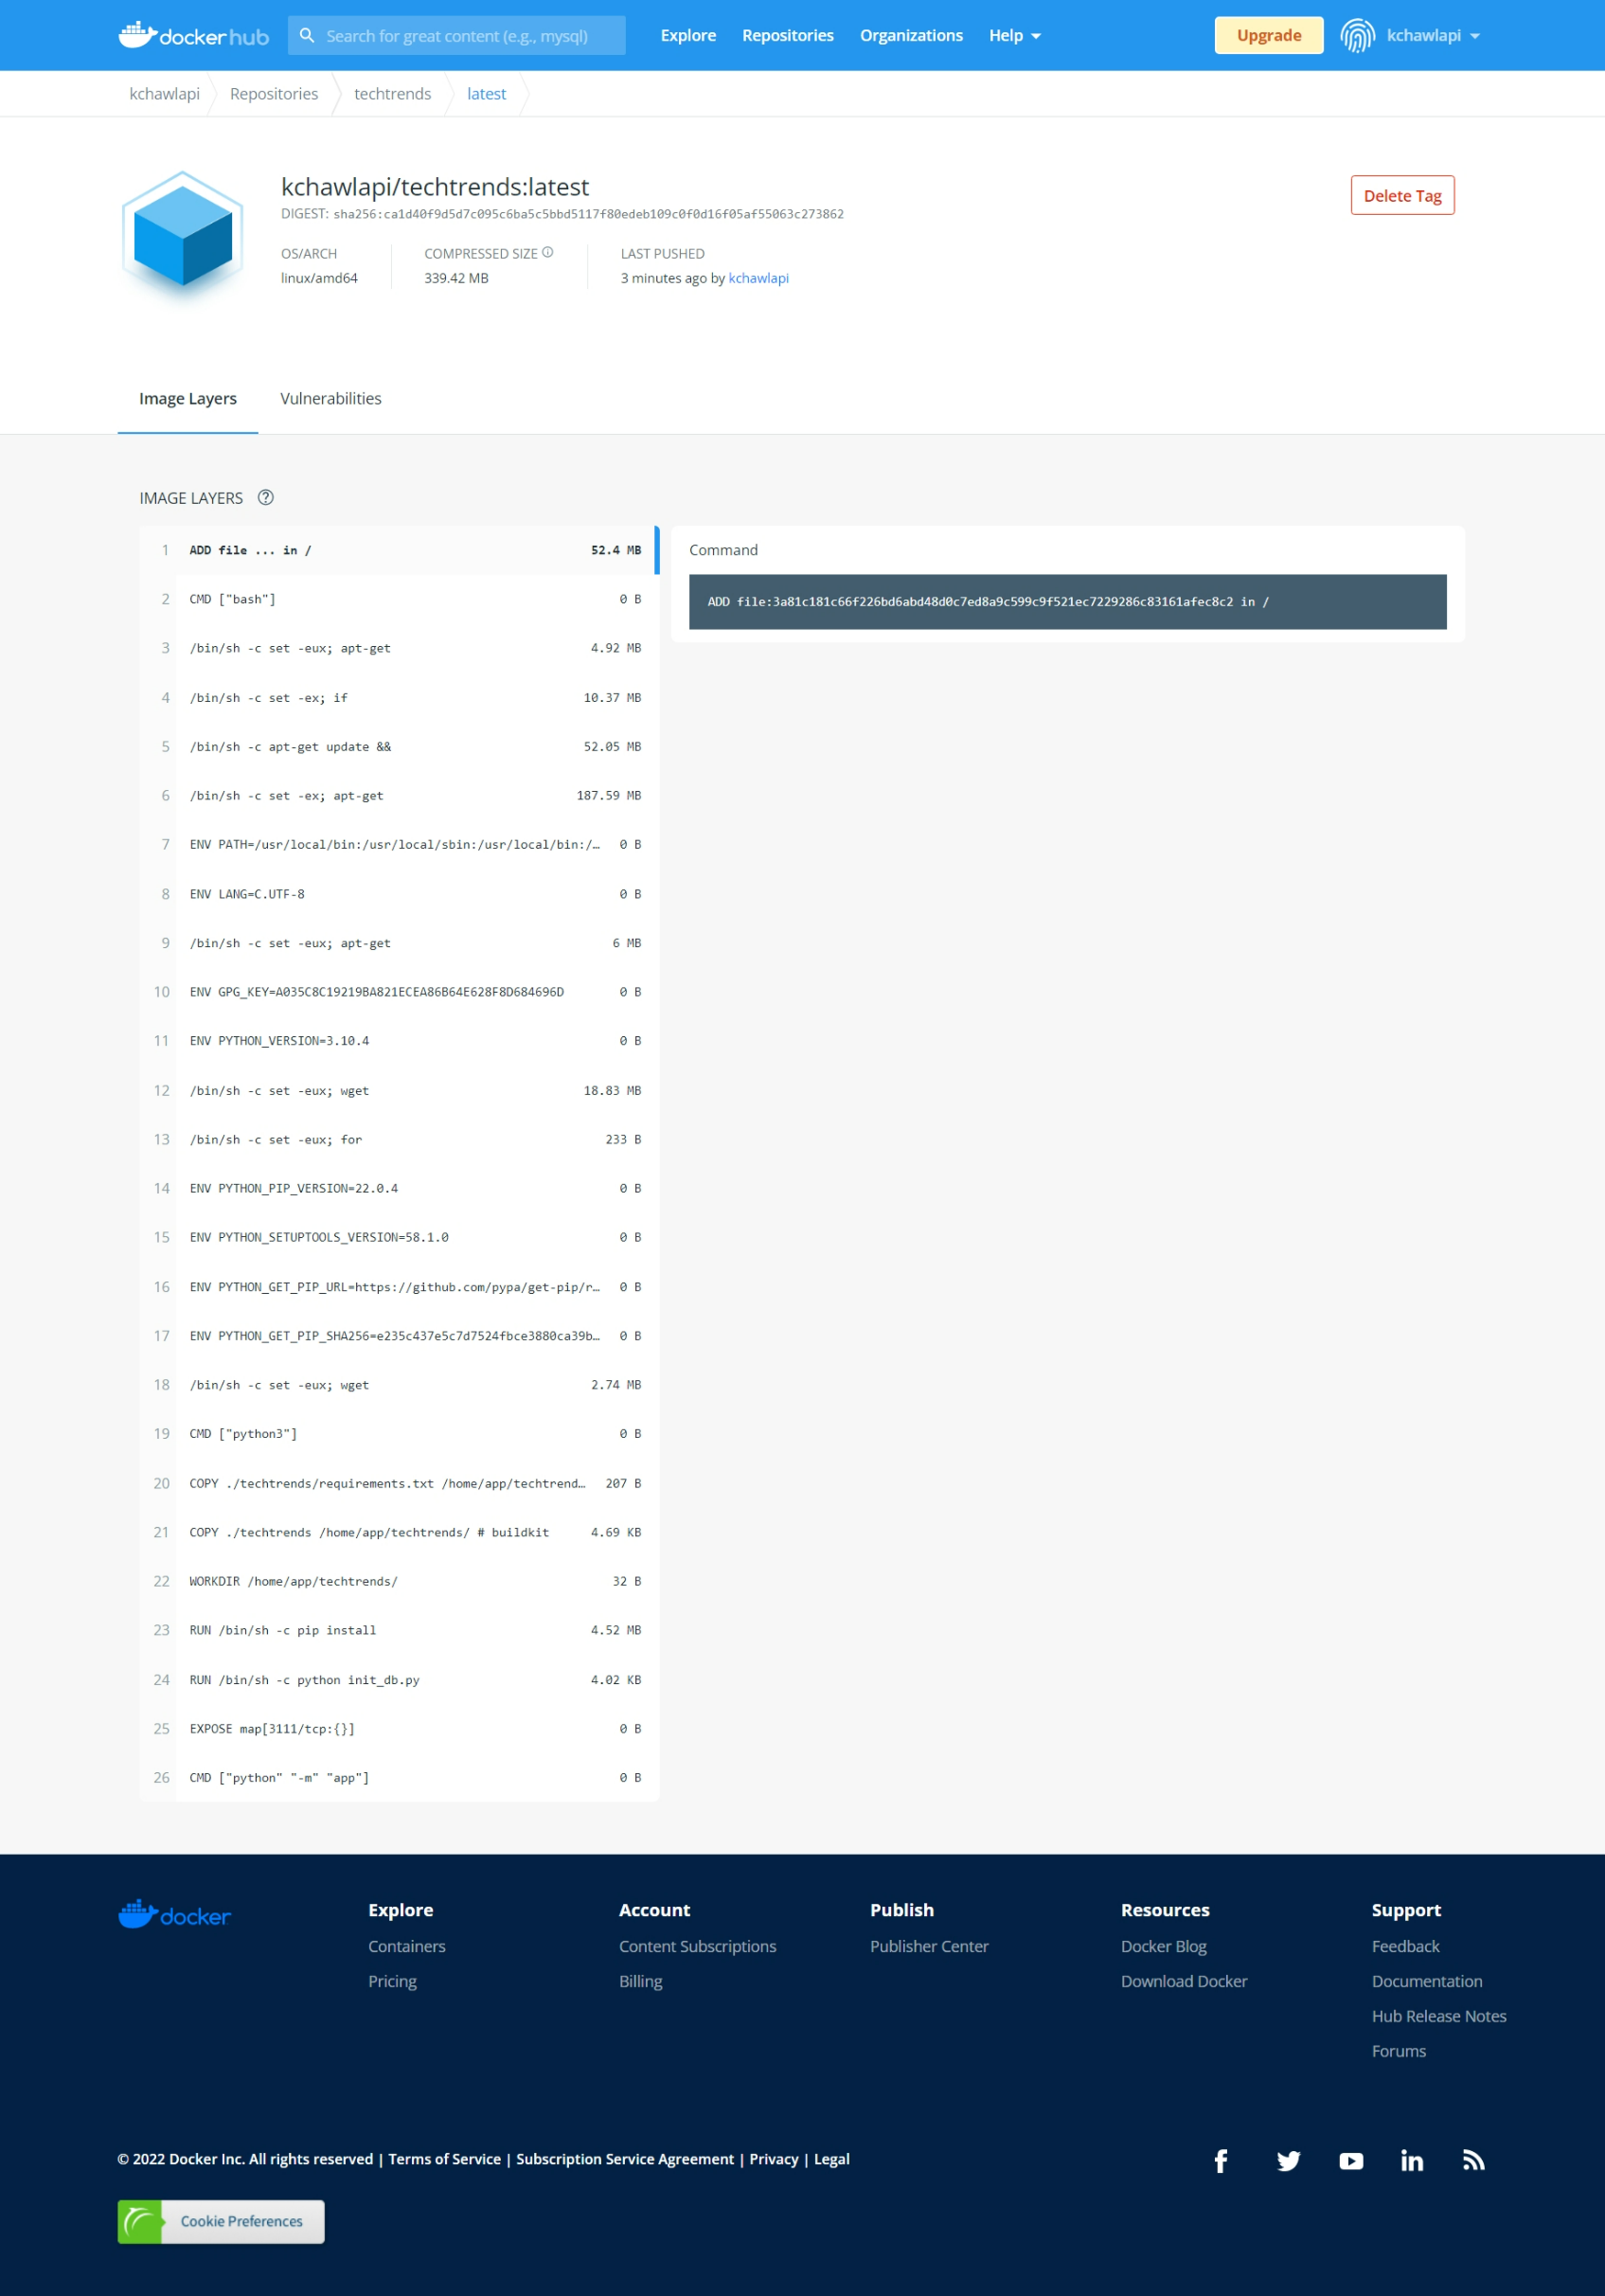 docker hub Search for great content (e.g., mysql) Explore Repositories Organizations Help Upgrade kchawlapi
kchawlapi Repositories techtrends latest
kchawlapi/techtrends:latest Delete Tag
DIGEST: sha256:ca1d40f9d5d7c095c6ba5c5bbd5117f80edeb109c0f0d16f05af55063c273862
OS/ARCH COMPRESSED SIZE LAST PUSHED
linux/amd64 339.42 MB 3 minutes ago by kchawlapi
Image Layers Vulnerabilities
IMAGE LAYERS
1 ADD file ... in / 52.4 MB
Command
ADD file:3a81c181c66f226bd6abd48d0c7ed8a9c599c9f521ec7229286c83161afec8c2 in /
2 CMD ["bash"] 0 B
3 /bin/sh -c set -eux; apt-get 4.92 MB
4 /bin/sh -c set -ex; if 10.37 MB
5 /bin/sh -c apt-get update && 52.05 MB
6 /bin/sh -c set -ex; apt-get 187.59 MB
7 ENV PATH=/usr/local/bin:/usr/local/sbin:/usr/local/bin:/… 0 B
8 ENV LANG=C.UTF-8 0 B
9 /bin/sh -c set -eux; apt-get 6 MB
10 ENV GPG_KEY=A035C8C19219BA821ECEA86B64E628F8D684696D 0 B
11 ENV PYTHON_VERSION=3.10.4 0 B
12 /bin/sh -c set -eux; wget 18.83 MB
13 /bin/sh -c set -eux; for 233 B
14 ENV PYTHON_PIP_VERSION=22.0.4 0 B
15 ENV PYTHON_SETUPTOOLS_VERSION=58.1.0 0 B
16 ENV PYTHON_GET_PIP_URL=https://github.com/pypa/get-pip/r… 0 B
17 ENV PYTHON_GET_PIP_SHA256=e235c437e5c7d7524fbce3880ca39b… 0 B
18 /bin/sh -c set -eux; wget 2.74 MB
19 CMD ["python3"] 0 B
20 COPY ./techtrends/requirements.txt /home/app/techtrend… 207 B
21 COPY ./techtrends /home/app/techtrends/ # buildkit 4.69 KB
22 WORKDIR /home/app/techtrends/ 32 B
23 RUN /bin/sh -c pip install 4.52 MB
24 RUN /bin/sh -c python init_db.py 4.02 KB
25 EXPOSE map[3111/tcp:{}] 0 B
26 CMD ["python" "-m" "app"] 0 B
docker
Explore
Containers
Pricing
Account
Content Subscriptions
Billing
Publish
Publisher Center
Resources
Docker Blog
Download Docker
Support
Feedback
Documentation
Hub Release Notes
Forums
© 2022 Docker Inc. All rights reserved | Terms of Service | Subscription Service Agreement | Privacy | Legal
Cookie Preferences